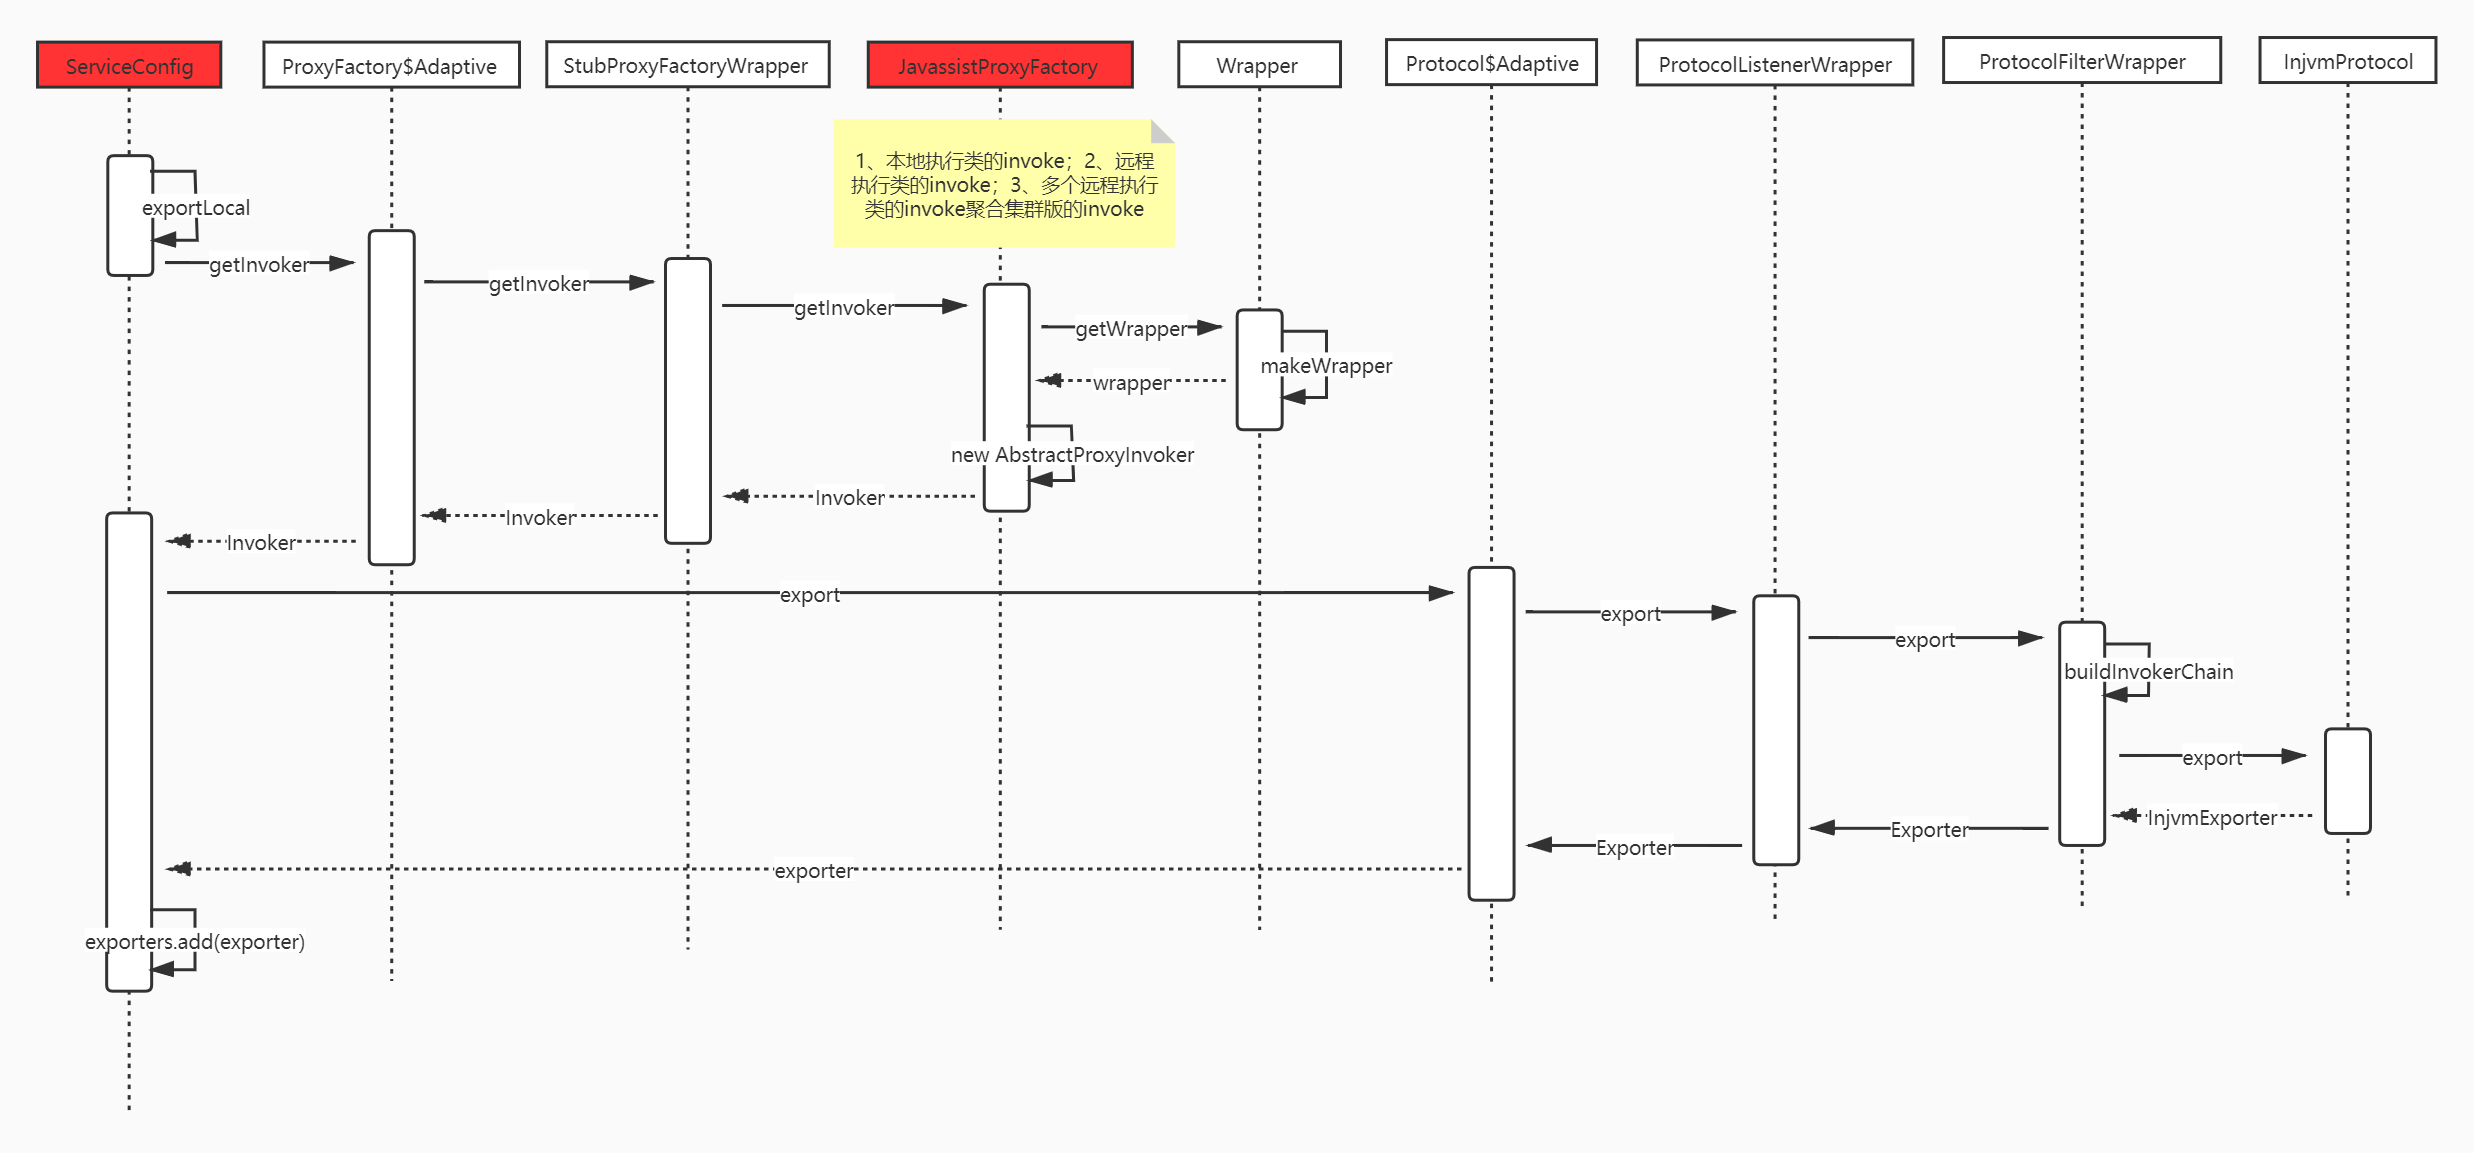 ServiceConfig
ProxyFactory$Adaptive
StubProxyFactoryWrapper
JavassistProxyFactory
Wrapper
Protocol$Adaptive
ProtocolListenerWrapper
ProtocolFilterWrapper
InjvmProtocol
1、本地执行类的invoke；2、远程
执行类的invoke；3、多个远程执行
类的invoke聚合集群版的invoke
exportLocal
getInvoker
getInvoker
getInvoker
getWrapper
makeWrapper
wrapper
new AbstractProxyInvoker
Invoker
Invoker
Invoker
export
export
export
buildInvokerChain
export
InjvmExporter
Exporter
Exporter
exporter
exporters.add(exporter)